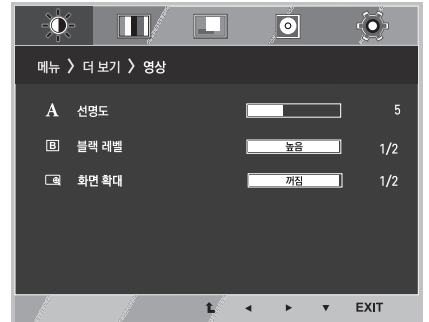 메뉴 > 더 보기 > 영상
A 선명도 5
B 블랙 레벨 높음 1/2
화면 확대 꺼짐 1/2
EXIT